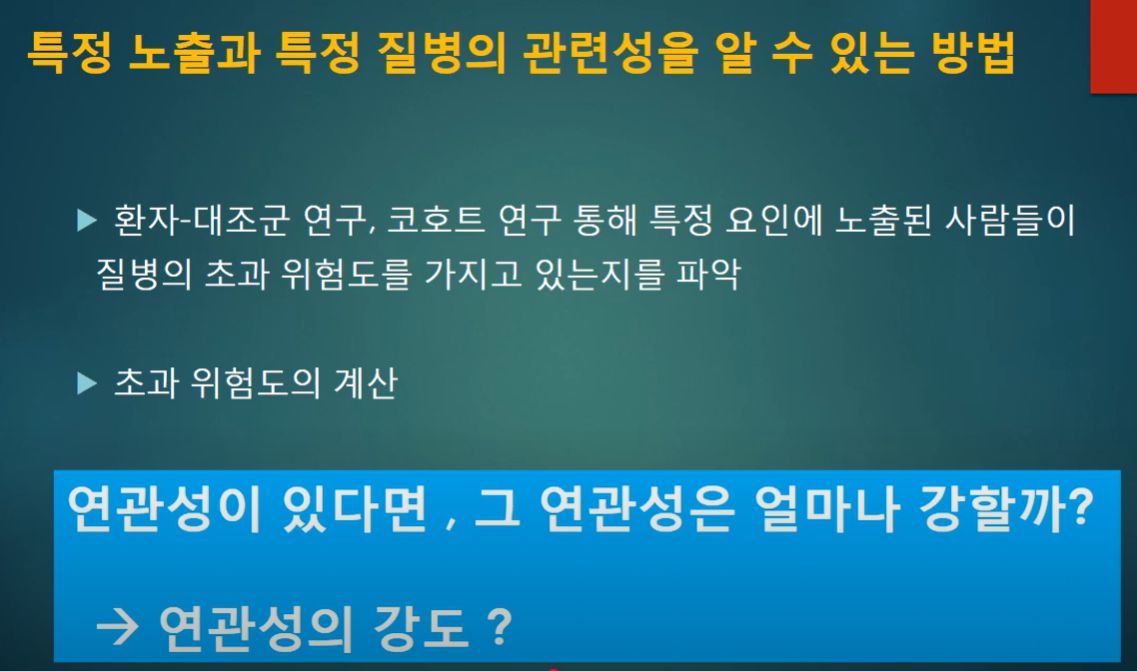 특정 노출과 특정 질병의 관련성을 알 수 있는 방법
▶ 환자-대조군 연구, 코호트 연구 통해 특정 요인에 노출된 사람들이
질병의 초과 위험도를 가지고 있는지를 파악
▶ 초과 위험도의 계산
연관성이 있다면 , 그 연관성은 얼마나 강할까?
→ 연관성의 강도 ?